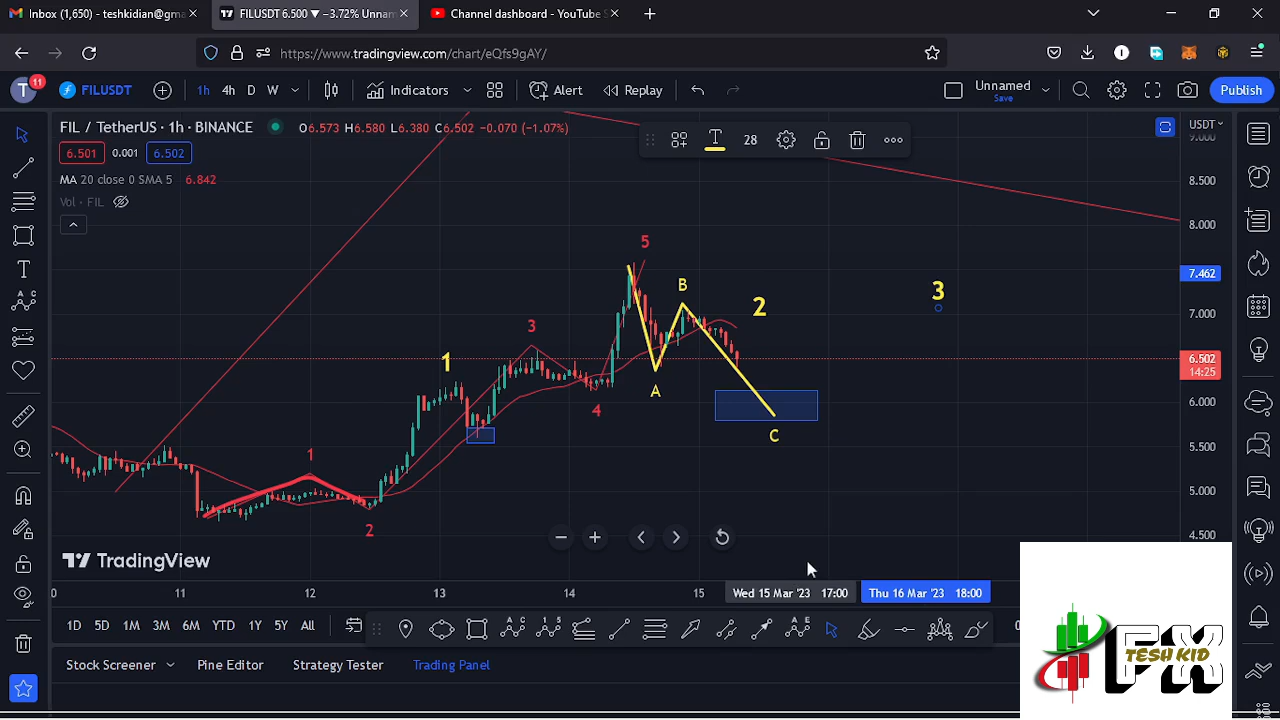 Inbox (1,650) - teshkidian@gma
FILUSDT 6.500 ▼ −3.72% Unnam
Channel dashboard - YouTube S
https://www.tradingview.com/chart/eQfs9gAY/
T
11
FILUSDT
1h
4h
D
W
Indicators
Alert
Replay
Unnamed
Save
Publish
FIL / TetherUS · 1h · BINANCE
O6.573 H6.580 L6.380 C6.502 −0.070 (−1.07%)
28
USDT
9.000
6.501
0.001
6.502
MA 20 close 0 SMA 5
6.842
8.500
Vol · FIL
8.000
5
7.462
B
3
2
7.000
3
1
6.502
14:25
A
4
6.000
C
1
5.500
5.000
2
4.500
TradingView
0
11
12
13
14
15
Wed 15 Mar '23 17:00
Thu 16 Mar '23 18:00
1D
5D
1M
3M
6M
YTD
1Y
5Y
All
Stock Screener
Pine Editor
Strategy Tester
Trading Panel
FX
TESH KID